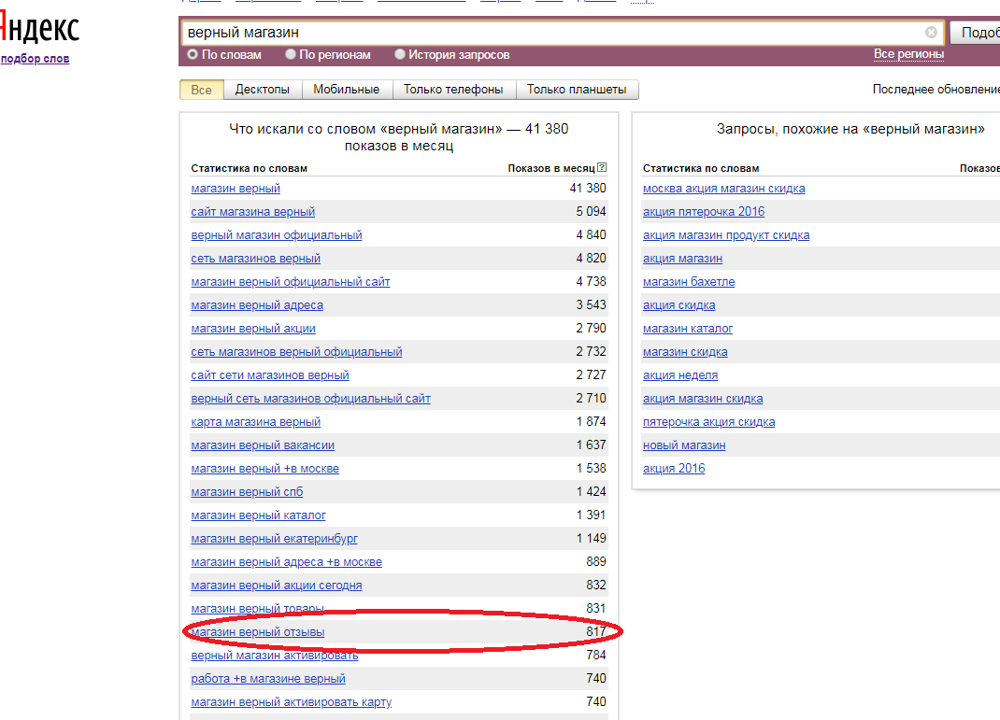 Яндекс
подбор слов
верный магазин
По словам
По регионам
История запросов
Все регионы
Все
Десктопы
Мобильные
Только телефоны
Только планшеты
Последнее обновление
Что искали со словом «верный магазин» — 41 380
показов в месяц
Статистика по словам Показов в месяц ?
магазин верный 41 380
сайт магазина верный 5 094
верный магазин официальный 4 840
сеть магазинов верный 4 820
магазин верный официальный сайт 4 738
магазин верный адреса 3 543
магазин верный акции 2 790
сеть магазинов верный официальный 2 732
сайт сети магазинов верный 2 727
верный сеть магазинов официальный сайт 2 710
карта магазина верный 1 874
магазин верный вакансии 1 637
магазин верный +в москве 1 538
магазин верный спб 1 424
магазин верный каталог 1 391
магазин верный екатеринбург 1 149
магазин верный адреса +в москве 889
магазин верный акции сегодня 832
магазин верный товары 831
магазин верный отзывы 817
верный магазин активировать 784
работа +в магазине верный 740
магазин верный активировать карту 740
Запросы, похожие на «верный магазин»
Статистика по словам Показов
москва акция магазин скидка
акция пятерочка 2016
акция магазин продукт скидка
акция магазин
магазин бахетле
акция скидка
магазин каталог
магазин скидка
акция неделя
акция магазин скидка
пятерочка акция скидка
новый магазин
акция 2016